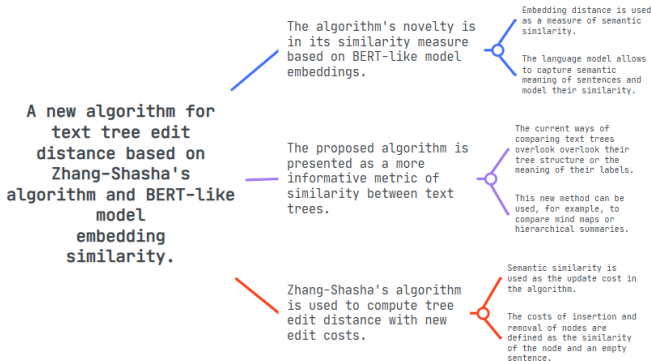 A new algorithm for
text tree edit
distance based on
Zhang-Shasha's
algorithm and BERT-like
model
embedding
similarity.
The algorithm's novelty is
in its similarity measure
based on BERT-like model
embeddings.
Embedding distance is used
as a measure of semantic
similarity.
The language model allows
to capture semantic
meaning of sentences and
model their similarity.
The proposed algorithm is
presented as a more
informative metric of
similarity between text
trees.
The current ways of
comparing text trees
overlook overlook their
tree structure or the
meaning of their labels.
This new method can be
used, for example, to
compare mind maps or
hierarchical summaries.
Zhang-Shasha's algorithm
is used to compute tree
edit distance with new
edit costs.
Semantic similarity is
used as the update cost in
the algorithm.
The costs of insertion and
removal of nodes are
defined as the similarity
of the node and an empty
sentence.